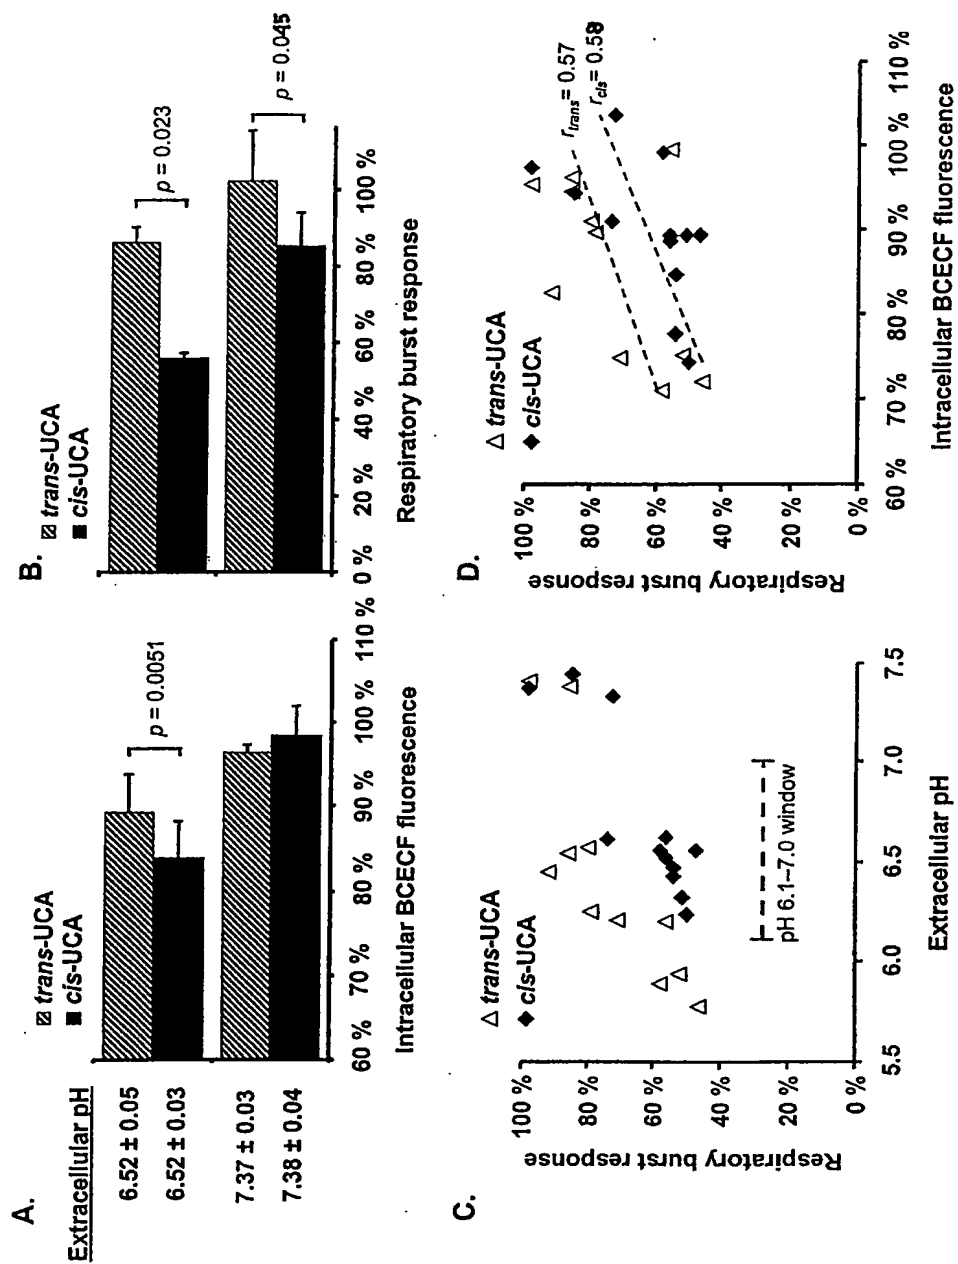 A.
Extracellular pH
6.52 ± 0.05
6.52 ± 0.03
7.37 ± 0.03
7.38 ± 0.04
trans-UCA
cis-UCA
p = 0.0051
60 %
70 %
80 %
90 %
100 %
110 %
Intracellular BCECF fluorescence
B.
trans-UCA
cis-UCA
p = 0.023
p = 0.045
0 %
20 %
40 %
60 %
80 %
100 %
Respiratory burst response
C.
Respiratory burst response
100 %
80 %
60 %
40 %
20 %
0 %
trans-UCA
cis-UCA
pH 6.1–7.0 window
5.5
6.0
6.5
7.0
7.5
Extracellular pH
D.
Respiratory burst response
100 %
80 %
60 %
40 %
20 %
0 %
trans-UCA
cis-UCA
rtrans= 0.57
rcis= 0.58
60 %
70 %
80 %
90 %
100 %
110 %
Intracellular BCECF fluorescence